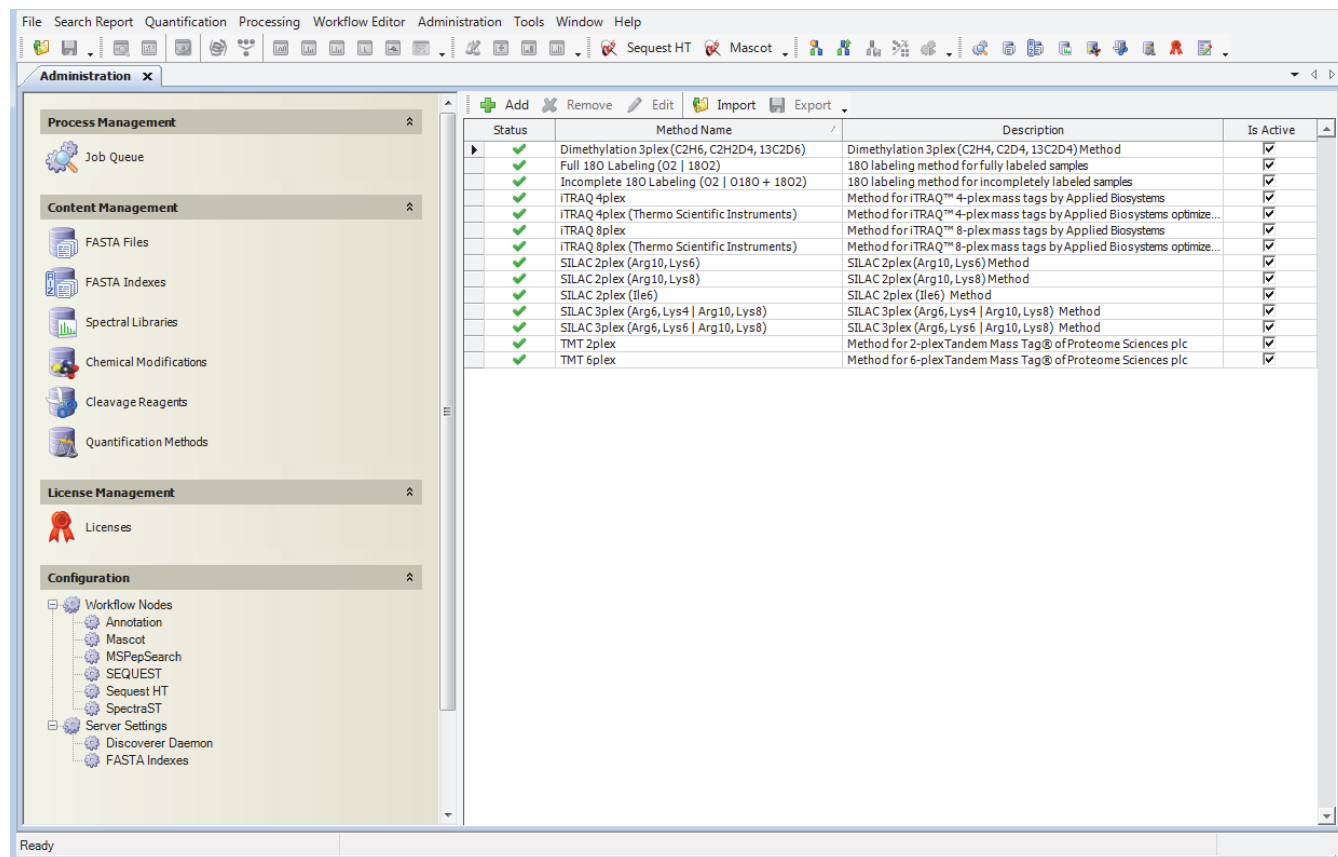 File Search Report Quantification Processing Workflow Editor Administration Tools Window Help
Sequest HT Mascot
Administration x
Process Management
Job Queue
Content Management
FASTA Files
FASTA Indexes
Spectral Libraries
Chemical Modifications
Cleavage Reagents
Quantification Methods
License Management
Licenses
Configuration
Workflow Nodes
Annotation
Mascot
MSPepSearch
SEQUEST
Sequest HT
SpectraST
Server Settings
Discoverer Daemon
FASTA Indexes
Add Remove Edit Import Export
Status Method Name Description Is Active
Dimethylation 3plex (C2H6, C2H2D4, 13C2D6) Dimethylation 3plex (C2H4, C2D4, 13C2D4) Method
Full 18O Labeling (O2 | 18O2) 18O labeling method for fully labeled samples
Incomplete 18O Labeling (O2 | O18O + 18O2) 18O labeling method for incompletely labeled samples
iTRAQ 4plex Method for iTRAQ™ 4-plex mass tags by Applied Biosystems
iTRAQ 4plex (Thermo Scientific Instruments) Method for iTRAQ™ 4-plex mass tags by Applied Biosystems optimize...
iTRAQ 8plex Method for iTRAQ™ 8-plex mass tags by Applied Biosystems
iTRAQ 8plex (Thermo Scientific Instruments) Method for iTRAQ™ 8-plex mass tags by Applied Biosystems optimize...
SILAC 2plex (Arg10, Lys6) SILAC 2plex (Arg10, Lys6) Method
SILAC 2plex (Arg10, Lys8) SILAC 2plex (Arg10, Lys8) Method
SILAC 2plex (Ile6) SILAC 2plex (Ile6) Method
SILAC 3plex (Arg6, Lys4 | Arg10, Lys8) SILAC 3plex (Arg6, Lys4 | Arg10, Lys8) Method
SILAC 3plex (Arg6, Lys6 | Arg10, Lys8) SILAC 3plex (Arg6, Lys6 | Arg10, Lys8) Method
TMT 2plex Method for 2-plex Tandem Mass Tag® of Proteome Sciences plc
TMT 6plex Method for 6-plex Tandem Mass Tag® of Proteome Sciences plc
Ready